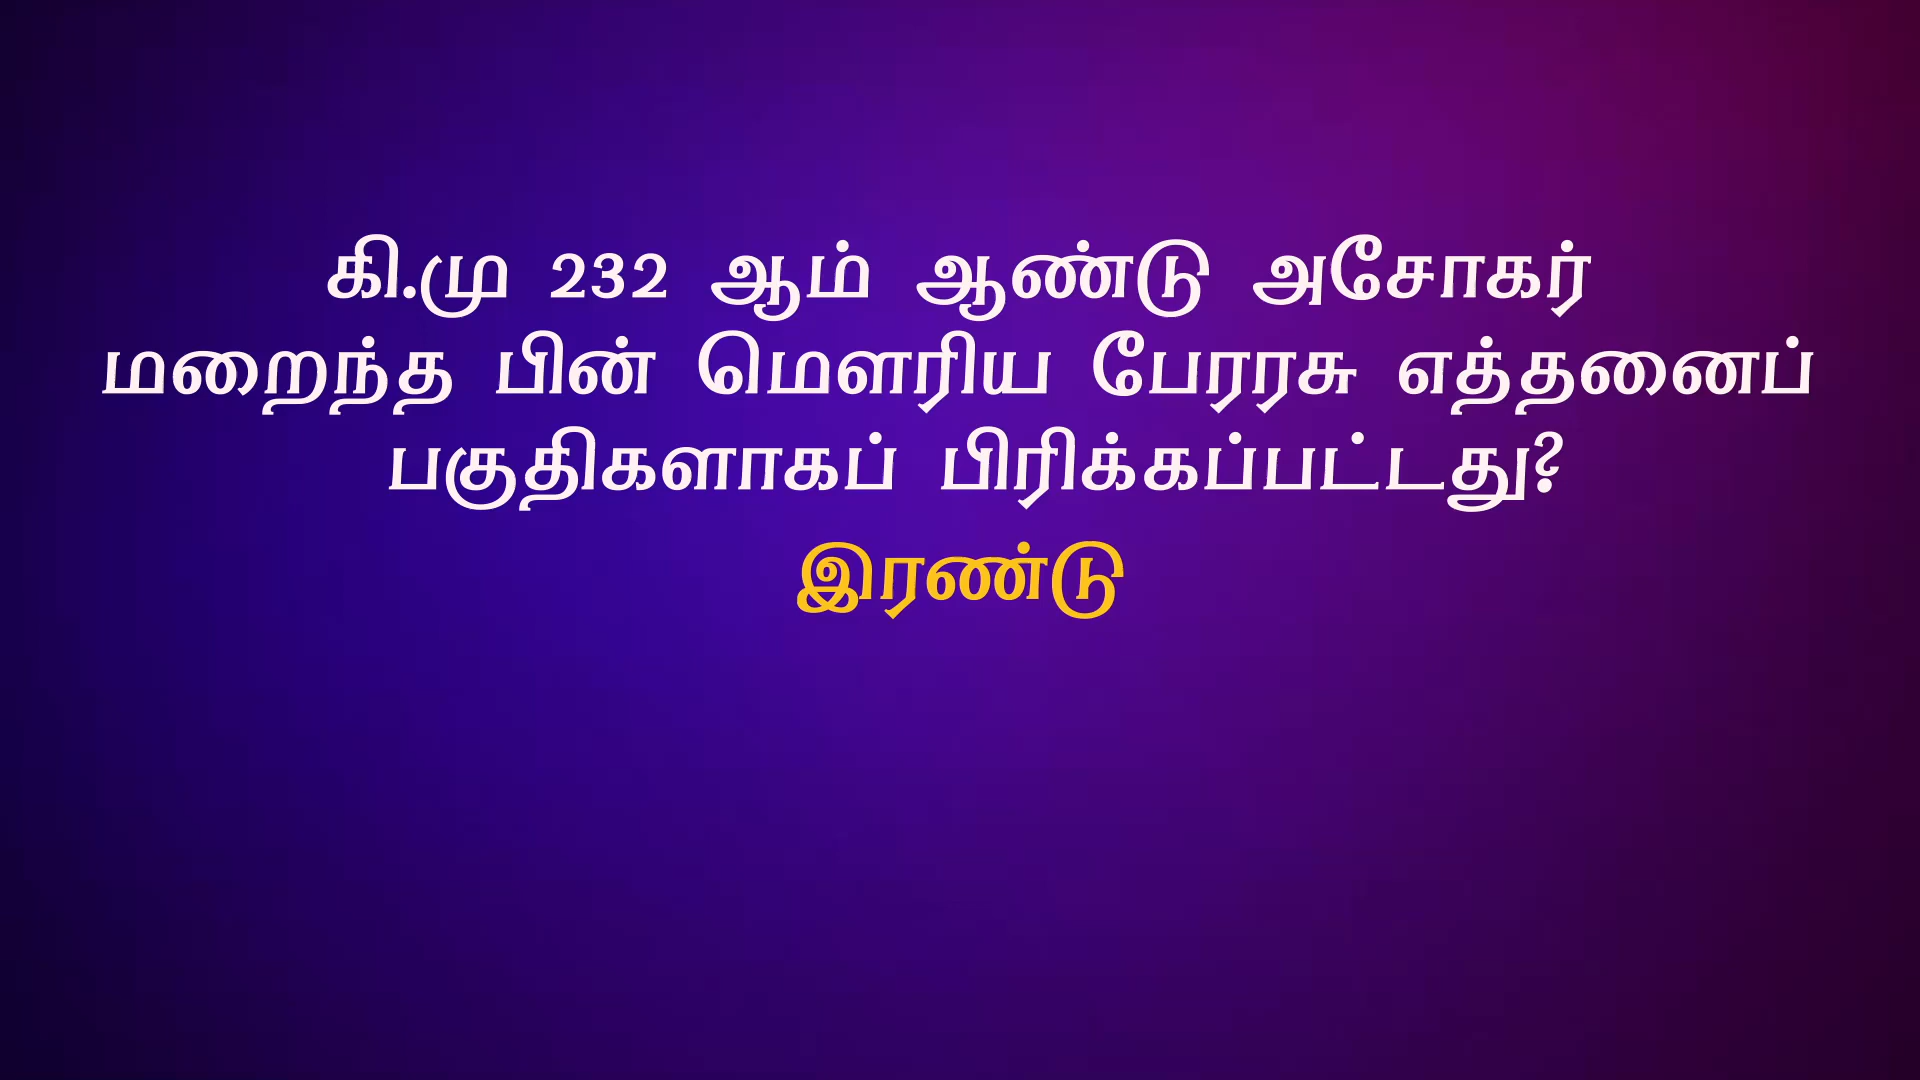 கி.மு 232 ஆம் ஆண்டு அசோகர்
மறைந்த பின் மௌரிய பேரரசு எத்தனைப்
பகுதிகளாகப் பிரிக்கப்பட்டது?
இரண்டு